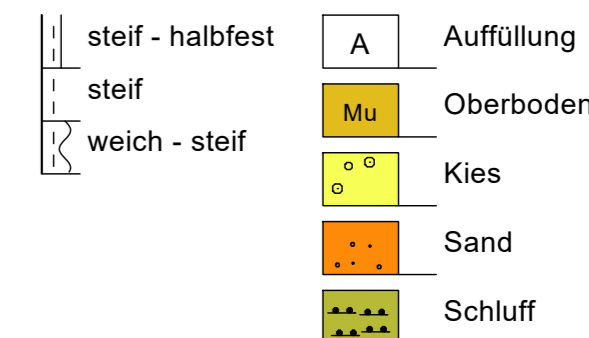 steif - halbfest
steif
weich - steif
A Auffüllung
Mu Oberboden
Kies
Sand
Schluff